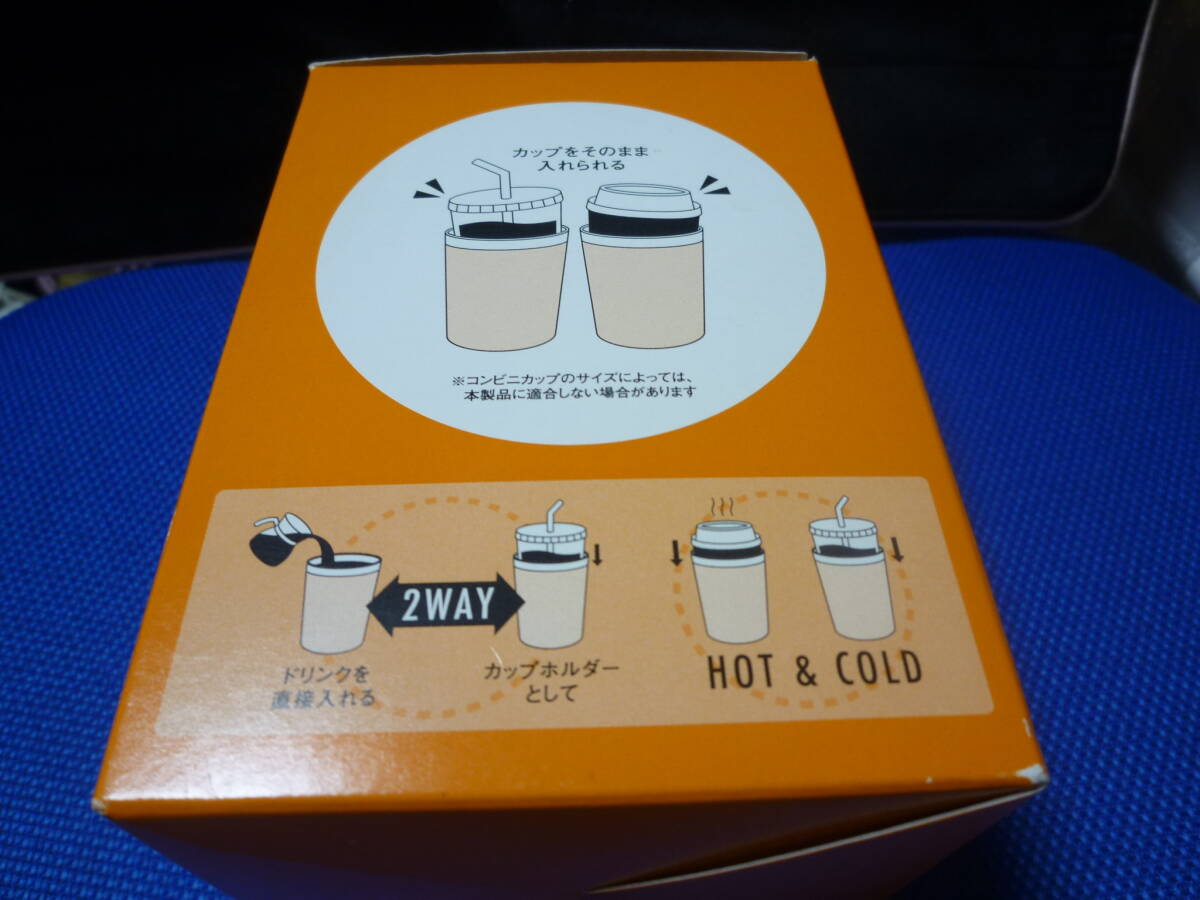 カップをそのまま
入れられる
※コンビニカップのサイズによっては、
本製品に適合しない場合があります
2WAY
ドリンクを
直接入れる
カップホルダー
として
HOT & COLD